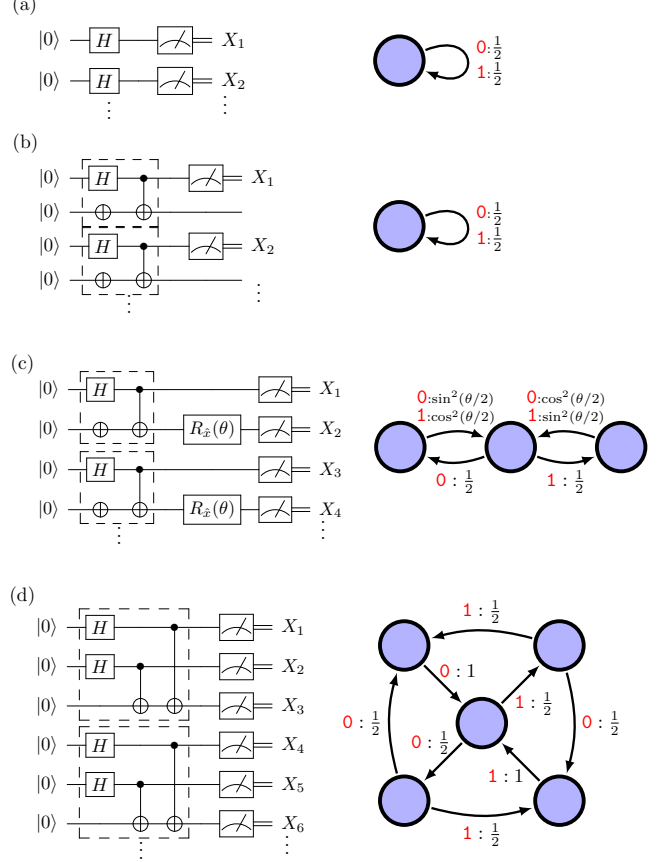 (a)
|0⟩ H X₁
|0⟩ H X₂
0:1/2
1:1/2
(b)
|0⟩ H X₁
|0⟩
|0⟩ H X₂
|0⟩
0:1/2
1:1/2
(c)
|0⟩ H X₁
|0⟩ Rx̂(θ) X₂
|0⟩ H X₃
|0⟩ Rx̂(θ) X₄
0:sin²(θ/2)
1:cos²(θ/2)
0:cos²(θ/2)
1:sin²(θ/2)
0 : 1/2
1 : 1/2
(d)
|0⟩ H X₁
|0⟩ H X₂
|0⟩ X₃
|0⟩ H X₄
|0⟩ H X₅
|0⟩ X₆
1 : 1/2
0 : 1
1 : 1/2
0 : 1/2
0 : 1/2
0 : 1/2
1 : 1
1 : 1/2